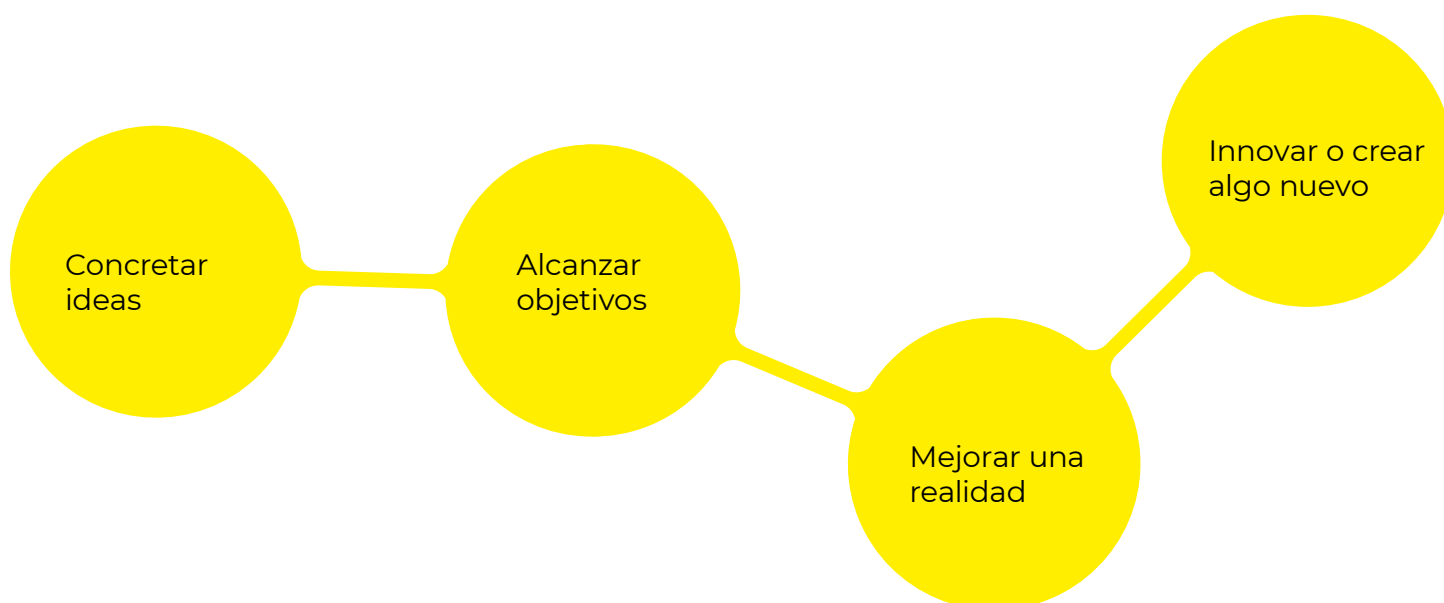 Concretar
ideas
Alcanzar
objetivos
Mejorar una
realidad
Innovar o crear
algo nuevo